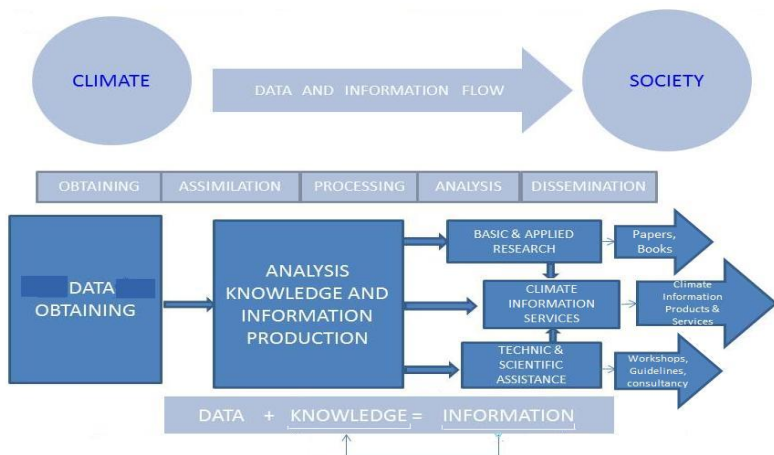 CLIMATE
DATA AND INFORMATION FLOW
SOCIETY
OBTAINING
ASSIMILATION
PROCESSING
ANALYSIS
DISSEMINATION
DATA
OBTAINING
ANALYSIS
KNOWLEDGE AND
INFORMATION
PRODUCTION
BASIC & APPLIED
RESEARCH
Papers,
Books
CLIMATE
INFORMATION
SERVICES
Climate
Information
Products &
Services
TECHNIC &
SCIENTIFIC
ASSISTANCE
Workshops,
Guidelines,
consultancy
DATA + KNOWLEDGE = INFORMATION